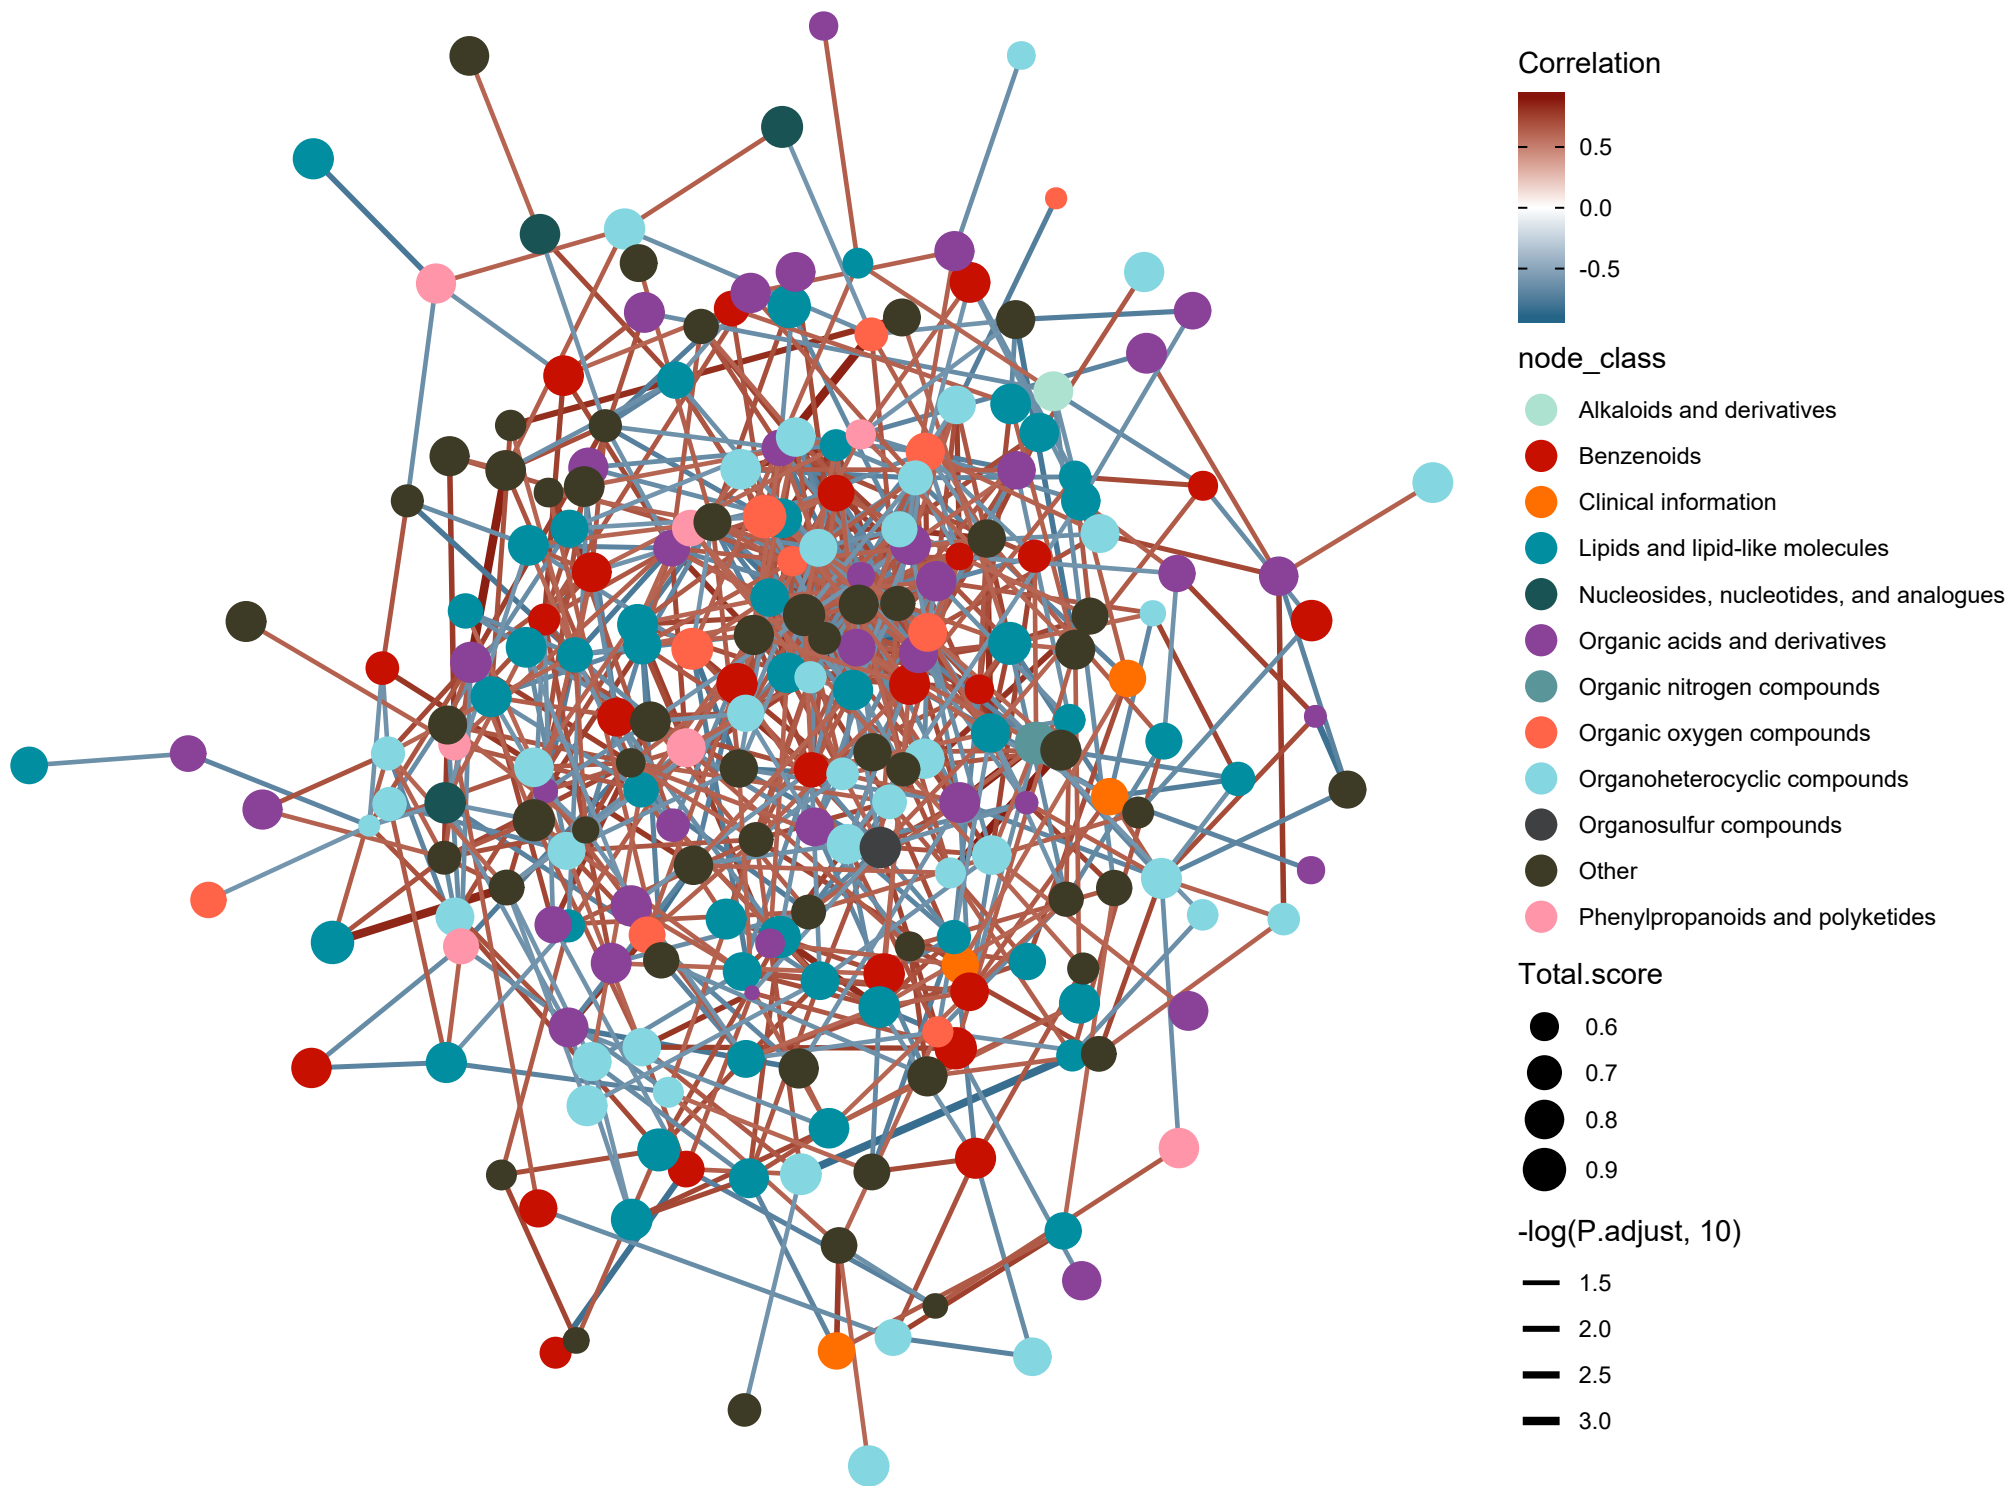 Correlation
0.5
0.0
-0.5
node_class
Alkaloids and derivatives
Benzenoids
Clinical information
Lipids and lipid-like molecules
Nucleosides, nucleotides, and analogues
Organic acids and derivatives
Organic nitrogen compounds
Organic oxygen compounds
Organoheterocyclic compounds
Organosulfur compounds
Other
Phenylpropanoids and polyketides
Total.score
0.6
0.7
0.8
0.9
-log(P.adjust, 10)
1.5
2.0
2.5
3.0